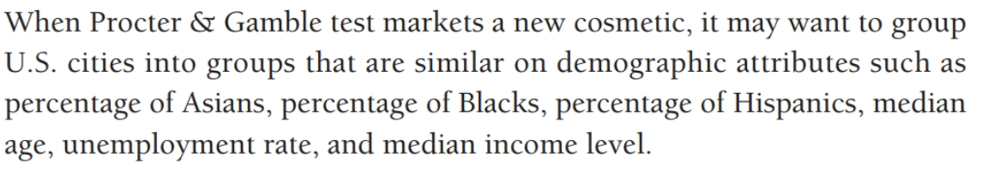 When Procter & Gamble test markets a new cosmetic, it may want to group
U.S. cities into groups that are similar on demographic attributes such as
percentage of Asians, percentage of Blacks, percentage of Hispanics, median
age, unemployment rate, and median income level.